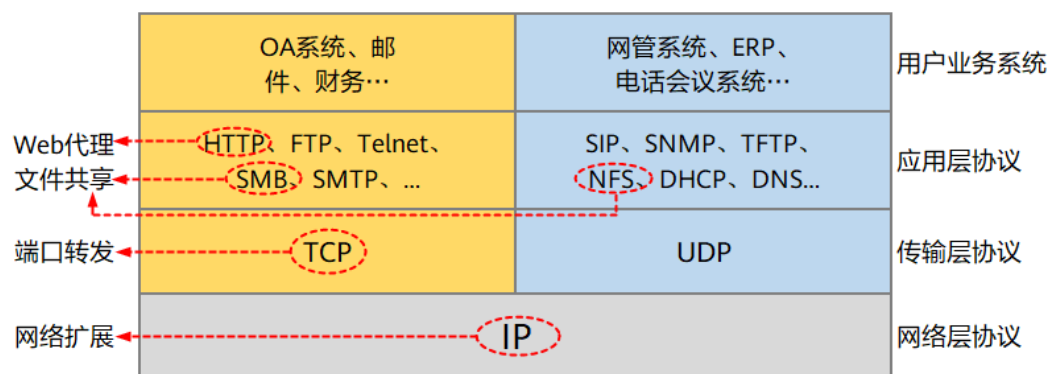 OA系统、邮
件、财务…
网管系统、ERP、
电话会议系统…
用户业务系统
Web代理
文件共享
HTTP、FTP、Telnet、
SMB、SMTP、...
SIP、SNMP、TFTP、
NFS、DHCP、DNS...
应用层协议
端口转发
TCP
UDP
传输层协议
网络扩展
IP
网络层协议